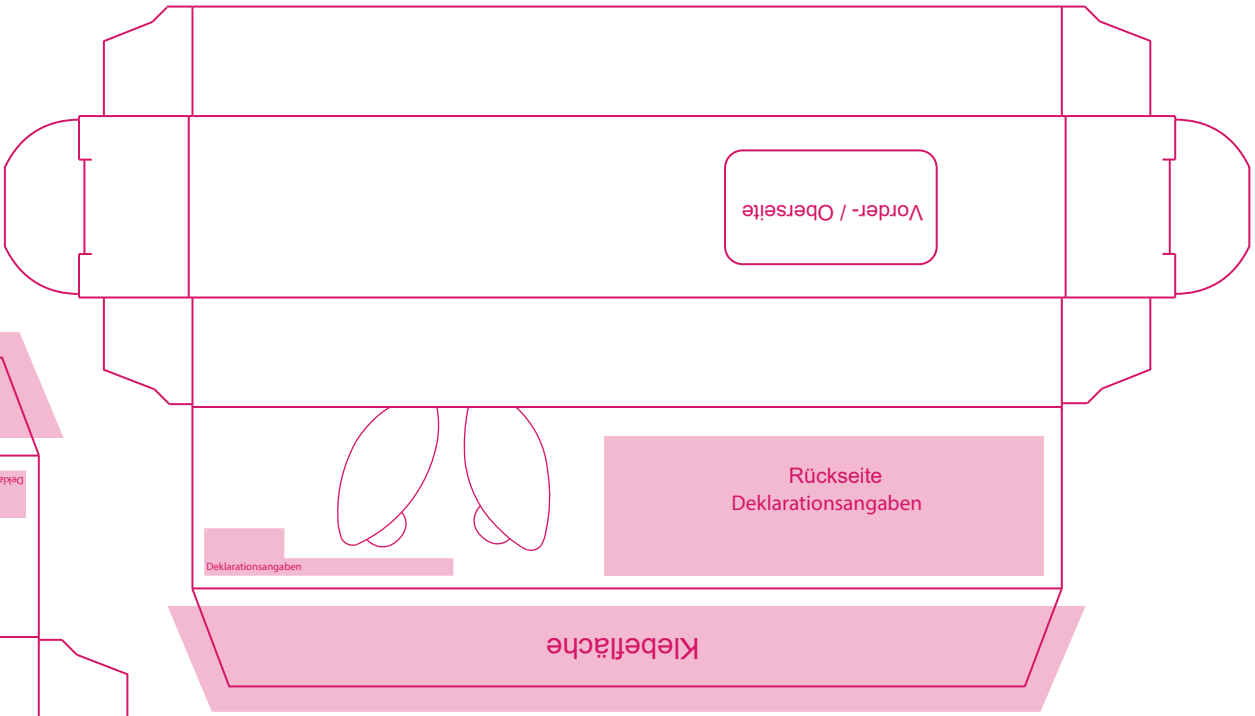 Vorder- / Oberseite
Rückseite
Deklarationsangaben
Deklarationsangaben
Klebefläche